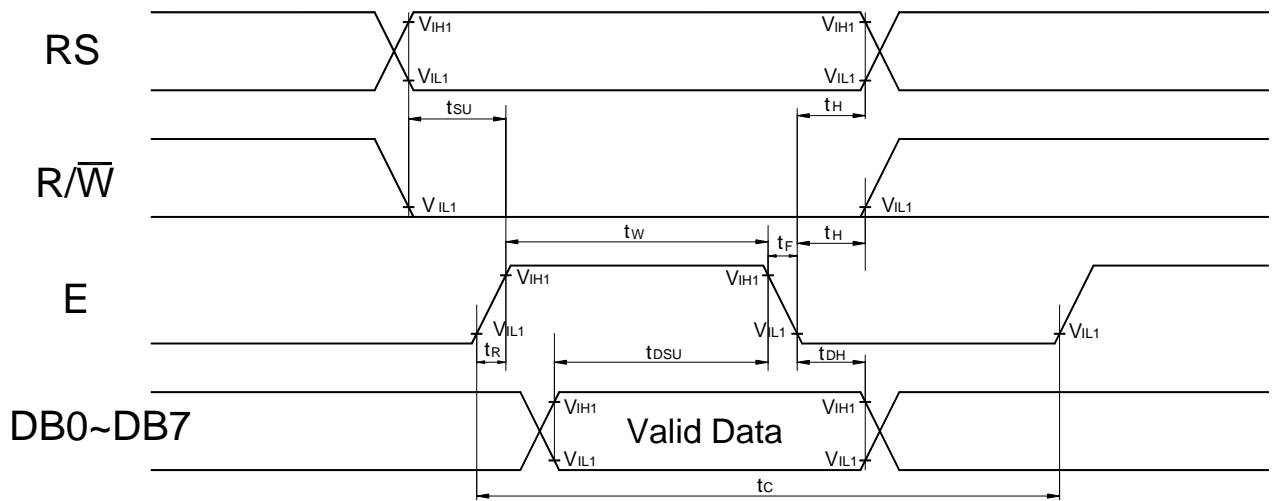 RS
VIH1
VIH1
VIL1
VIL1
tSU
tH
R/W̅
VIL1
VIL1
tW
tF
tH
E
VIH1
VIH1
VIL1
VIL1
VIL1
tR
tDSU
tDH
DB0~DB7
VIH1
Valid Data
VIH1
VIL1
VIL1
tC